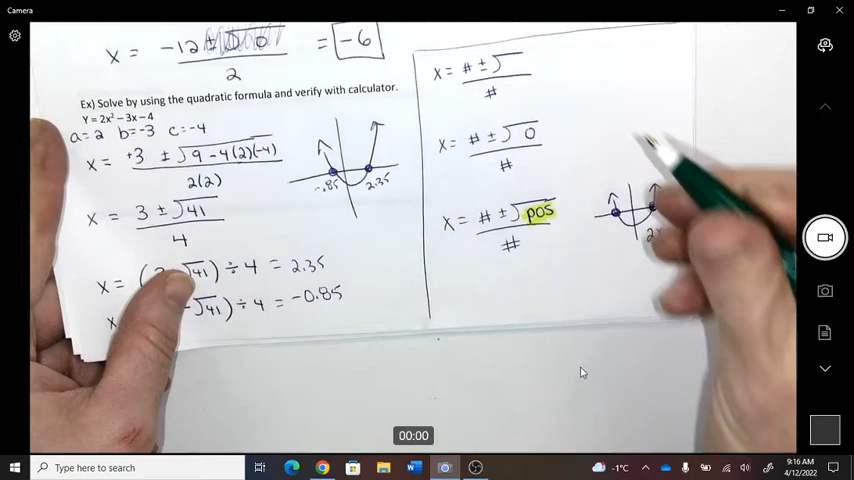 Camera
x = -12 ± √0 / 2 = -6
Ex) Solve by using the quadratic formula and verify with calculator.
Y = 2x² - 3x - 4
a = 2 b = -3 c = -4
x = +3 ± √9 - 4(2)(-4) / 2(2)
-.85 2.35
x = 3 ± √41 / 4
√41) ÷ 4 = 2.35
x - √41) ÷ 4 = -0.85
x = # ± √ / #
x = # ± √0 / #
x = # ± √pos / #
00:00
Type here to search
-1°C
9:16 AM
4/12/2022